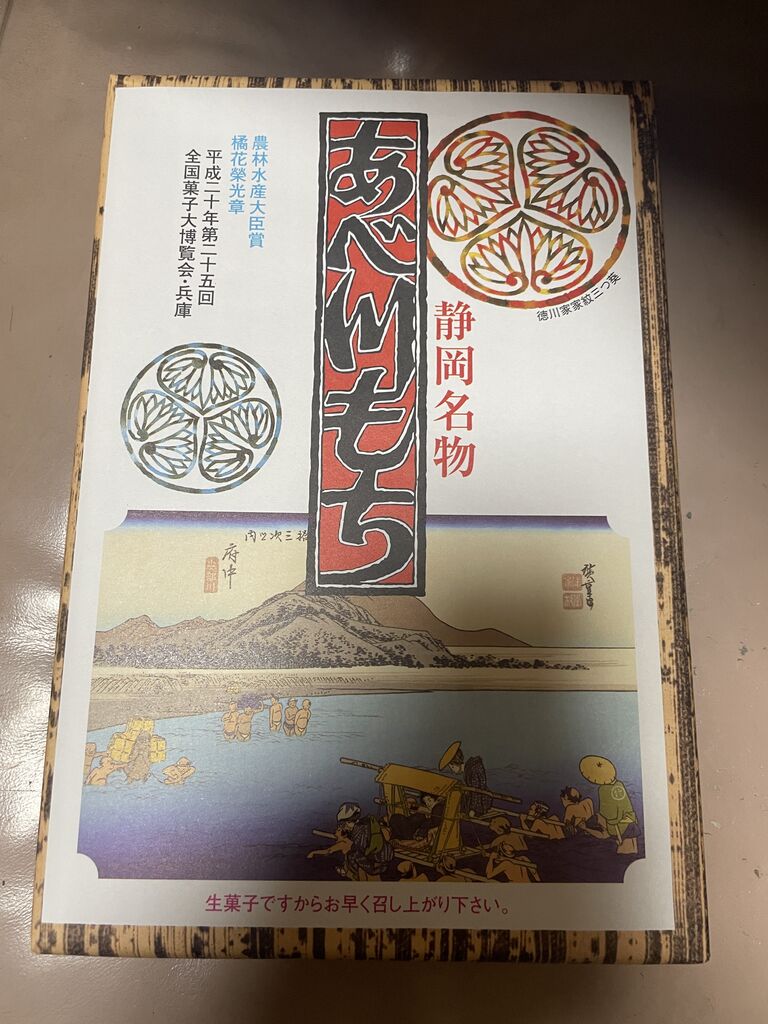 あべ川もち
静岡名物
徳川家家紋三つ葵
農林水産大臣賞
橘花榮光章
平成二十年第二十五回
全国菓子大博覧会・兵庫
府中
生菓子ですからお早く召し上がり下さい。